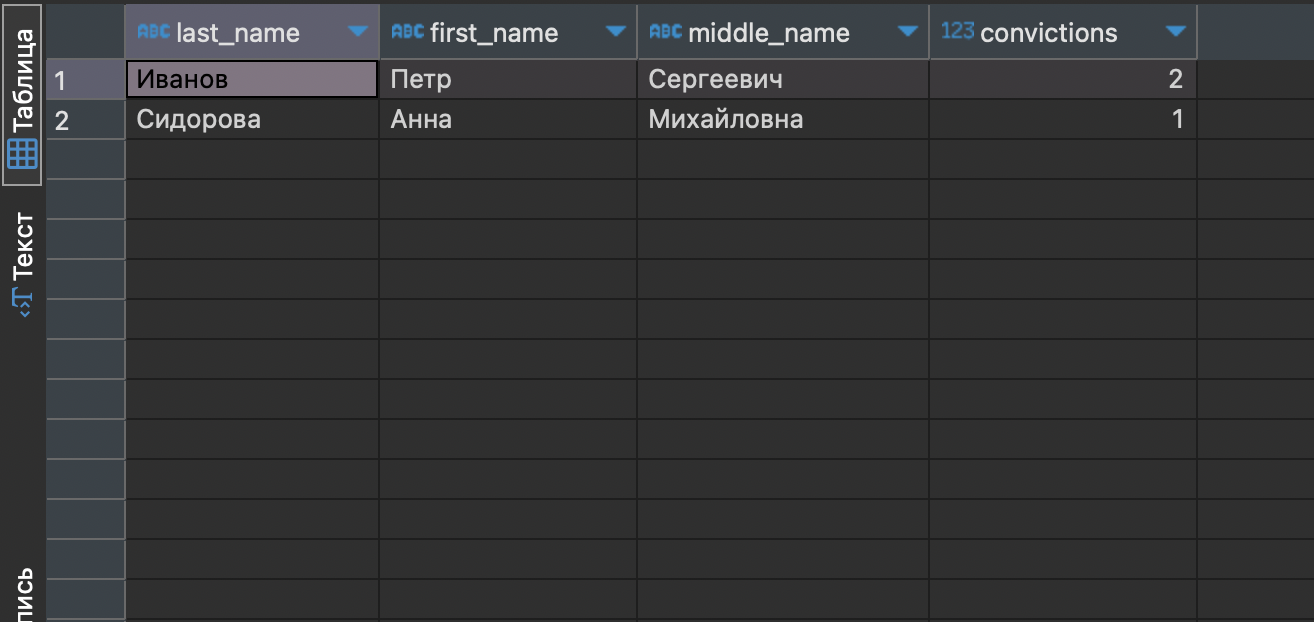 ABC last_name ABC first_name ABC middle_name 123 convictions
1 Иванов Петр Сергеевич 2
2 Сидорова Анна Михайловна 1
Таблица
Текст